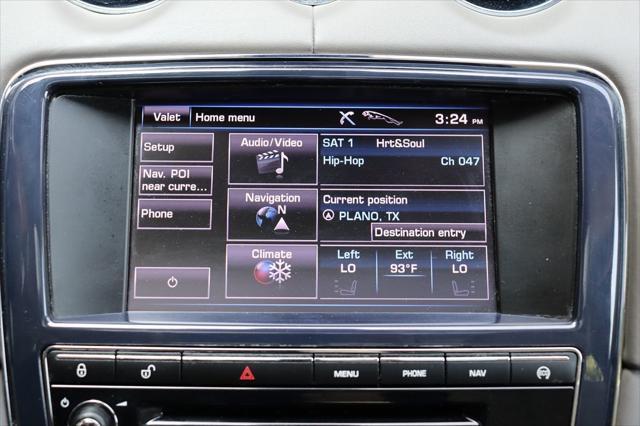 Valet Home menu 3:24 PM
Setup
Nav. POI
near curre...
Phone
Audio/Video
SAT 1 Hrt&Soul
Hip-Hop Ch 047
Navigation
N
Current position
PLANO, TX
Destination entry
Climate
Left Ext Right
LO 93°F LO
MENU PHONE NAV